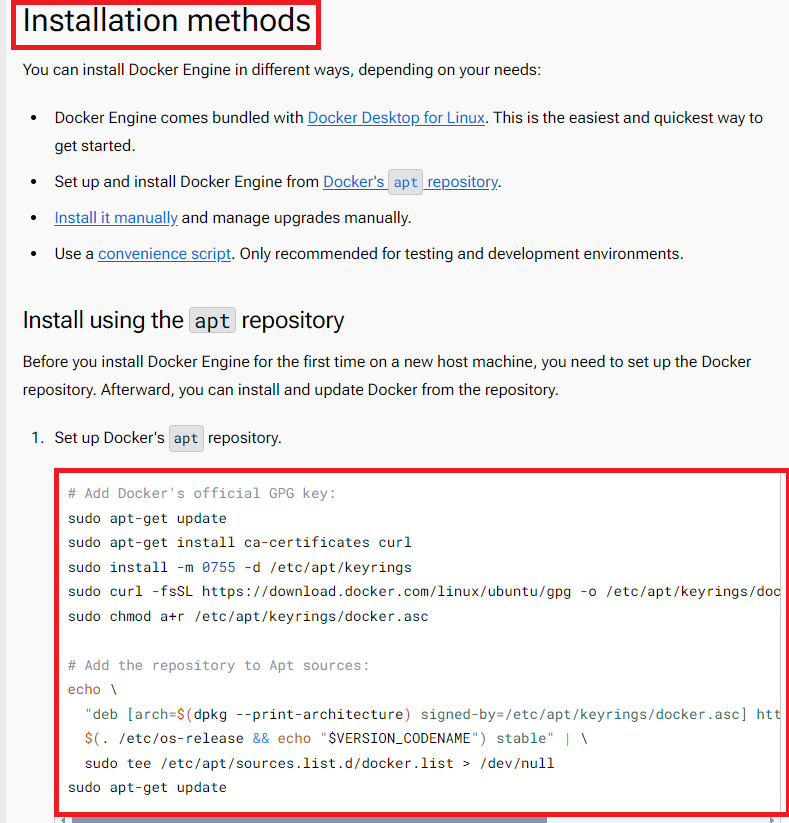 Installation methods
You can install Docker Engine in different ways, depending on your needs:
• Docker Engine comes bundled with Docker Desktop for Linux. This is the easiest and quickest way to
get started.
• Set up and install Docker Engine from Docker's apt repository.
• Install it manually and manage upgrades manually.
• Use a convenience script. Only recommended for testing and development environments.
Install using the apt repository
Before you install Docker Engine for the first time on a new host machine, you need to set up the Docker
repository. Afterward, you can install and update Docker from the repository.
1. Set up Docker's apt repository.
# Add Docker's official GPG key:
sudo apt-get update
sudo apt-get install ca-certificates curl
sudo install -m 0755 -d /etc/apt/keyrings
sudo curl -fsSL https://download.docker.com/linux/ubuntu/gpg -o /etc/apt/keyrings/doc
sudo chmod a+r /etc/apt/keyrings/docker.asc
# Add the repository to Apt sources:
echo \
"deb [arch=$(dpkg --print-architecture) signed-by=/etc/apt/keyrings/docker.asc] htt
$(. /etc/os-release && echo "$VERSION_CODENAME") stable" | \
sudo tee /etc/apt/sources.list.d/docker.list > /dev/null
sudo apt-get update